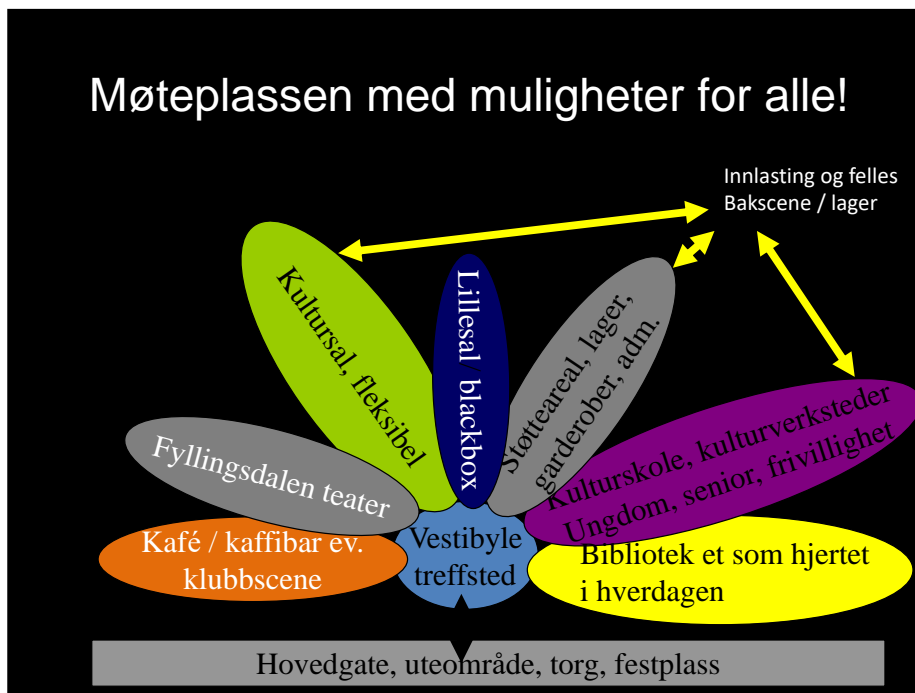 Møteplassen med muligheter for alle!
Innlasting og felles
Bakscene / lager
Kultursal, fleksibel
Lillesal/ blackbox
Støtteareal, lager,
garderober, adm.
Fyllingsdalen teater
Kulturskole, kulturverksteder
Ungdom, senior, frivillighet
Kafé / kaffibar ev.
klubbscene
Vestibyle
treffsted
Bibliotek et som hjertet
i hverdagen
Hovedgate, uteområde, torg, festplass